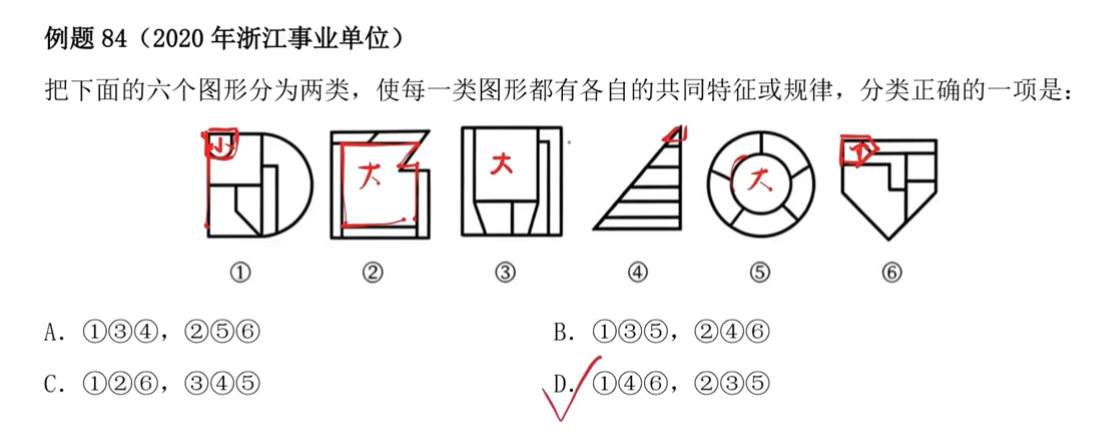 例题 84（2020 年浙江事业单位）
把下面的六个图形分为两类，使每一类图形都有各自的共同特征或规律，分类正确的一项是：
小 大 大 大
① ② ③ ④ ⑤ ⑥
A. ①③④，②⑤⑥ B. ①③⑤，②④⑥
C. ①②⑥，③④⑤ D. ①④⑥，②③⑤